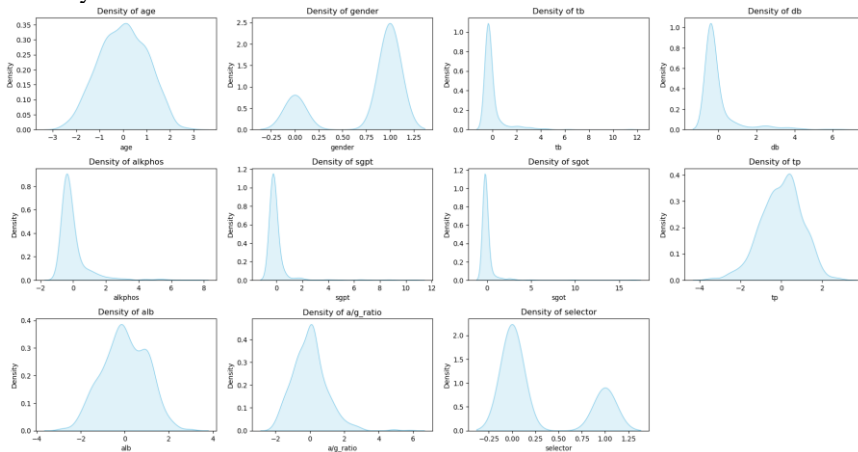 Density of age
Density of gender
Density of tb
Density of db
0.35
0.30
0.25
0.20
0.15
0.10
0.05
0.00
Density
-3 -2 -1 0 1 2 3
age
2.5
2.0
1.5
1.0
0.5
0.0
Density
-0.25 0.00 0.25 0.50 0.75 1.00 1.25
gender
1.0
0.8
0.6
0.4
0.2
0.0
Density
0 2 4 6 8 10 12
tb
1.0
0.8
0.6
0.4
0.2
0.0
Density
0 2 4 6
db
Density of alkphos
Density of sgpt
Density of sgot
Density of tp
0.8
0.6
0.4
0.2
0.0
Density
-2 0 2 4 6 8
alkphos
1.2
1.0
0.8
0.6
0.4
0.2
0.0
Density
0 2 4 6 8 10 12
sgpt
1.2
1.0
0.8
0.6
0.4
0.2
0.0
Density
0 5 10 15
sgot
0.4
0.3
0.2
0.1
0.0
Density
-4 -2 0 2
tp
Density of alb
Density of a/g_ratio
Density of selector
0.4
0.3
0.2
0.1
0.0
Density
-4 -2 0 2 4
alb
0.4
0.3
0.2
0.1
0.0
Density
-2 0 2 4 6
a/g_ratio
2.0
1.5
1.0
0.5
0.0
Density
-0.25 0.00 0.25 0.50 0.75 1.00 1.25
selector